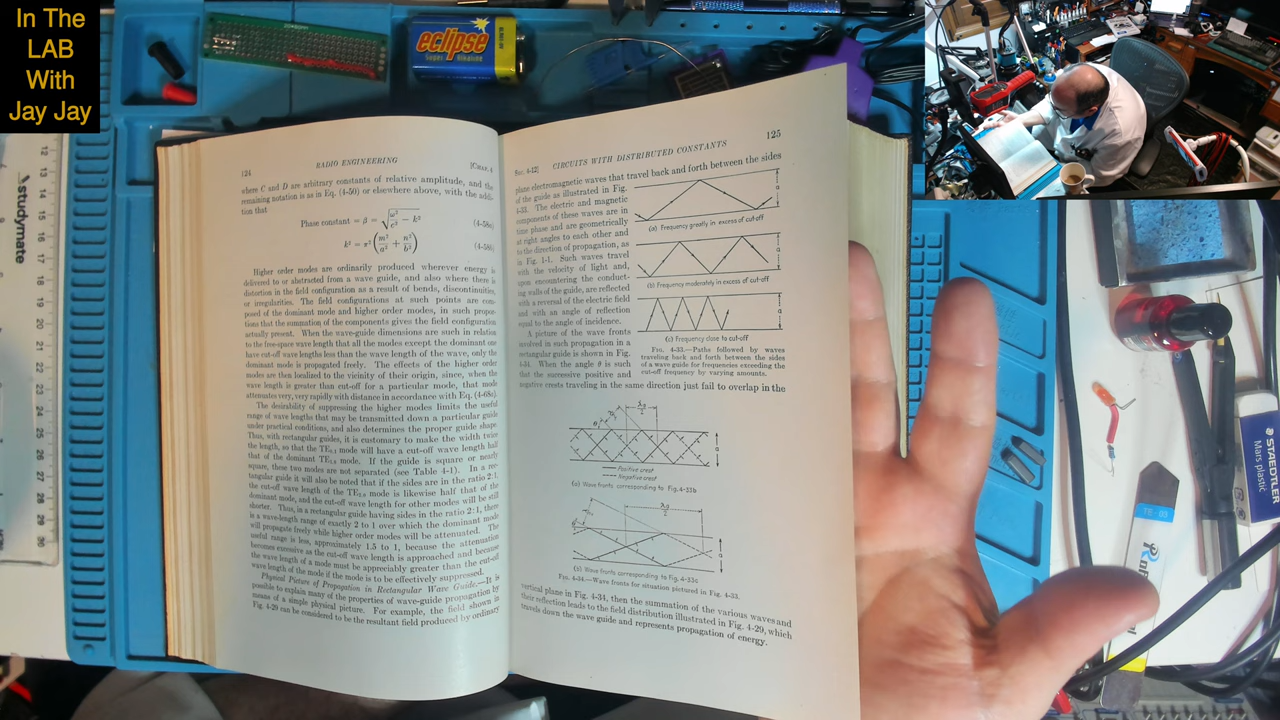 In The
LAB
With
Jay Jay
eclipse
Super Alkaline
studymate
12
13
14
15
16
17
18
19
20
21
22
23
24
25
26
27
28
29
30
124
RADIO ENGINEERING
[CHAP. 4
where C and D are arbitrary constants of relative amplitude, and the
remaining notation is as in Eq. (4-50) or elsewhere above, with the addi-
tion that
Phase constant = β = √(ω²/c² − k²)
k² = π²(m²/a² + n²/b²)
Higher order modes are ordinarily produced wherever energy is
delivered to or abstracted from a wave guide, and also where there is
distortion in the field configuration as a result of bends, discontinuities,
or irregularities. The field configurations at such points are com-
posed of the dominant mode and higher order modes, in such propor-
tions that the summation of the components gives the field configuration
actually present. When the wave-guide dimensions are such in relation
to the free-space wave length that all the modes except the dominant one
have cut-off wave lengths less than the wave length of the wave, only the
dominant mode is propagated freely. The effects of the higher order
modes are then localized to the vicinity of their origin, since, when the
wave length is greater than cut-off for a particular mode, that mode
attenuates very, very rapidly with distance in accordance with Eq. (4-68a).
The desirability of suppressing the higher modes limits the useful
range of wave lengths that may be transmitted down a particular guide
under practical conditions, and also determines the proper guide shape
Thus, with rectangular guides, it is customary to make the width twice
the length, so that the TE mode will have a cut-off wave length half
that of the dominant TE mode. If the guide is square or nearly
square, these two modes are not separated (see Table 4-1). In a rec-
tangular guide it will also be noted that if the sides are in the ratio 2:1,
the cut-off wave length of the TE mode is likewise half that of the
dominant mode, and the cut-off wave length for other modes will be still
shorter. Thus, in a rectangular guide having sides in the ratio 2:1, there
is a wave-length range of exactly 2 to 1 over which the dominant mode
will propagate freely while higher order modes will be attenuated. The
useful range is less, approximately 1.5 to 1, because the attenuation
becomes excessive as the cut-off wave length is approached and because
the wave length of a mode must be appreciably greater than the cut-off
wave length of the mode if the mode is to be effectively suppressed.
Physical Picture of Propagation in Rectangular Wave Guide.—It is
possible to explain many of the properties of wave-guide propagation by
means of a simple physical picture. For example, the field shown in
Fig. 4-29 can be considered to be the resultant field produced by ordinary
SEC. 4-12]
CIRCUITS WITH DISTRIBUTED CONSTANTS
125
plane electromagnetic waves that travel back and forth between the sides
of the guide as illustrated in Fig.
4-33. The electric and magnetic
components of these waves are in
time phase and are geometrically
at right angles to each other and
to the direction of propagation, as
in Fig. 1-1. Such waves travel
with the velocity of light and,
upon encountering the conduct-
ing walls of the guide, are reflected
with a reversal of the electric field
and with an angle of reflection
equal to the angle of incidence.
A picture of the wave fronts
involved in such propagation in a
rectangular guide is shown in Fig.
4-34. When the angle θ is such
that the successive positive and
negative crests traveling in the same direction just fail to overlap in the
a
(a) Frequency greatly in excess of cut-off
a
(b) Frequency moderately in excess of cut-off
a
(c) Frequency close to cut-off
FIG. 4-33.—Paths followed by waves
traveling back and forth between the sides
of a wave guide for frequencies exceeding the
cut-off frequency by varying amounts.
a
Positive crest
Negative crest
(a) Wave fronts corresponding to Fig. 4-33b
a
(b) Wave fronts corresponding to Fig. 4-33c
FIG. 4-34.—Wave fronts for situation pictured in Fig. 4-33.
vertical plane in Fig. 4-34, then the summation of the various waves and
their reflection leads to the field distribution illustrated in Fig. 4-29, which
travels down the wave guide and represents propagation of energy.
STAEDTLER
Mars plastic
TE - 03